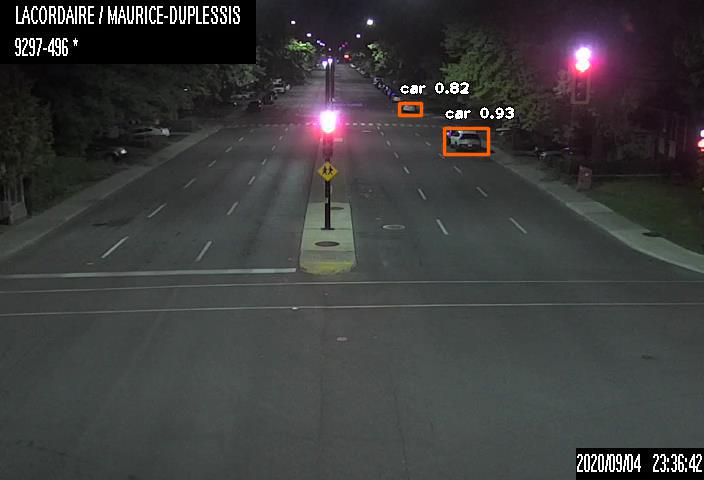 LACORDAIRE / MAURICE-DUPLESSIS
9297-496 *
car 0.82
car 0.93
2020/09/04 23:36:42